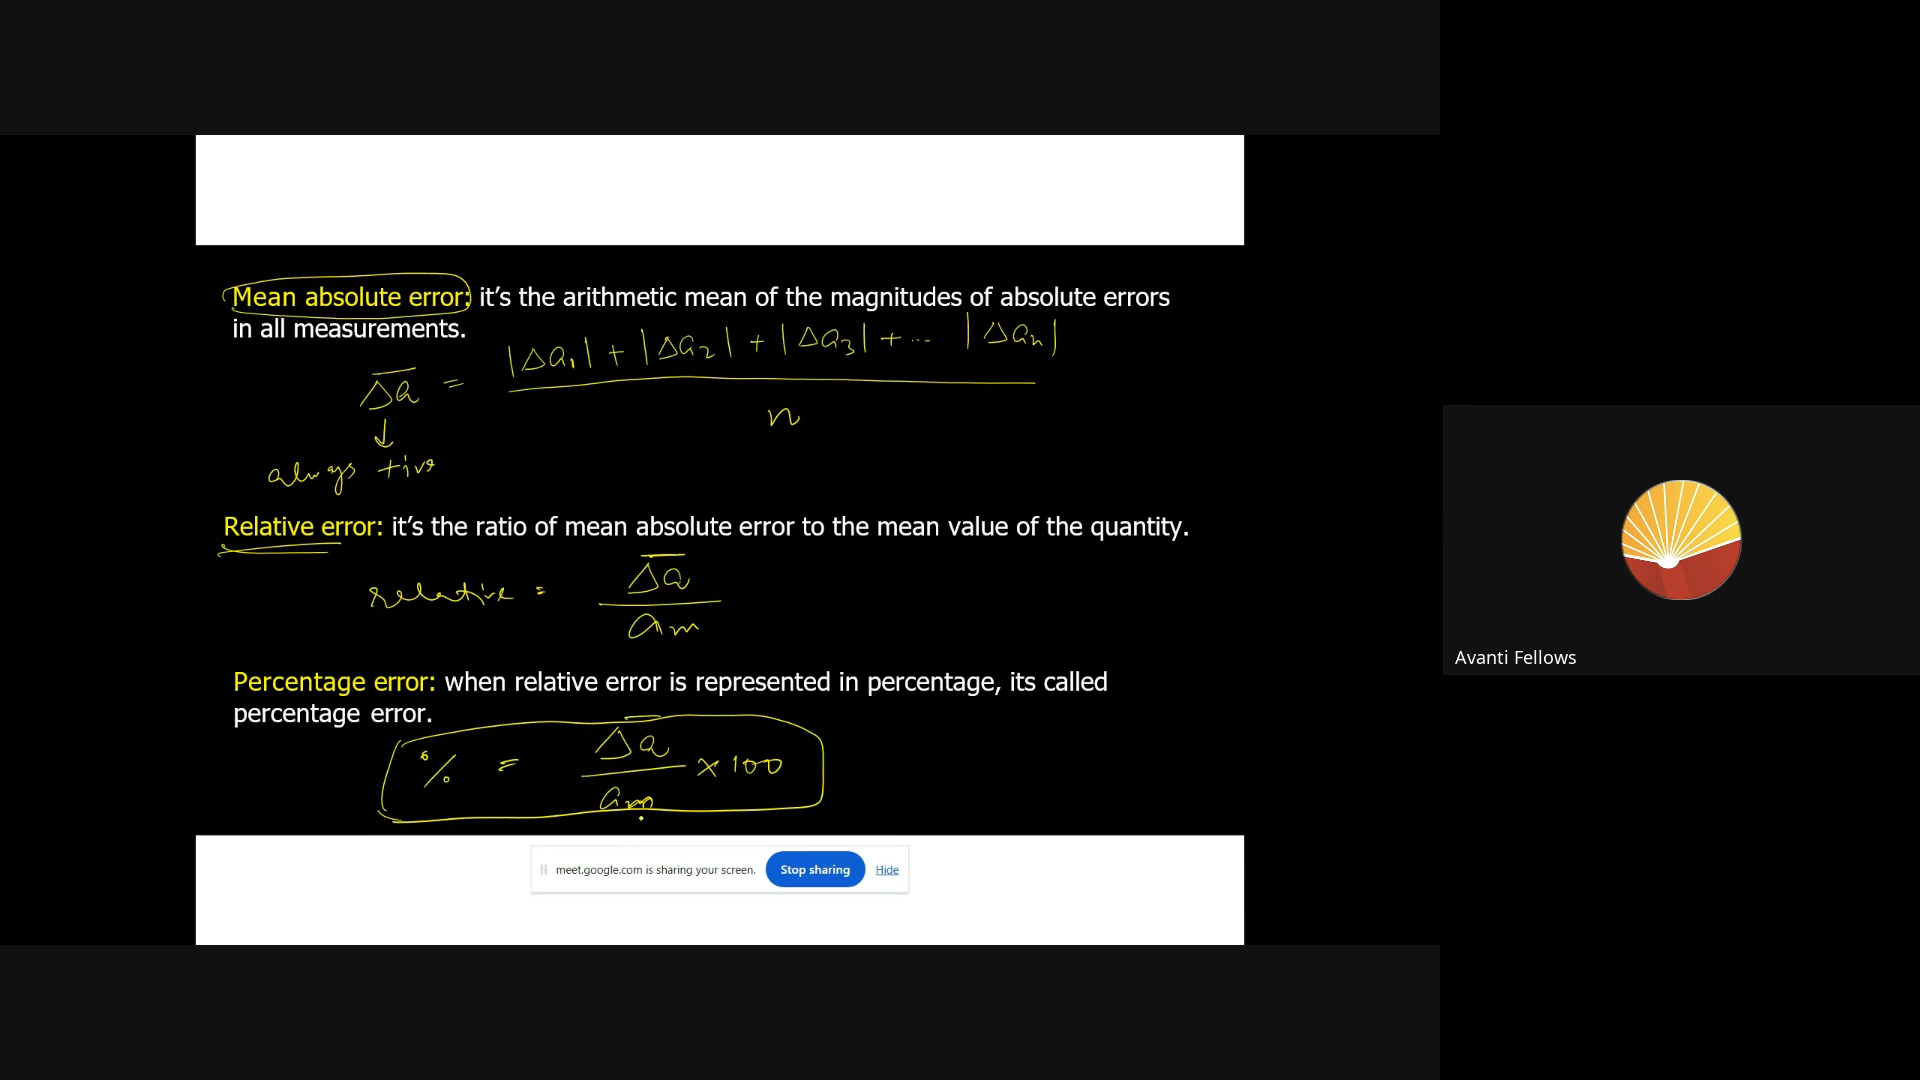 Mean absolute error: it’s the arithmetic mean of the magnitudes of absolute errors
in all measurements.
|Δa₁| + |Δa₂| + |Δa₃| + ... |Δaₙ|
Δa̅ =
n
↓
always +ive
Relative error: it’s the ratio of mean absolute error to the mean value of the quantity.
relative = Δa̅ / am
Percentage error: when relative error is represented in percentage, its called
percentage error.
% = Δa̅ / am × 100
meet.google.com is sharing your screen. Stop sharing Hide
Avanti Fellows